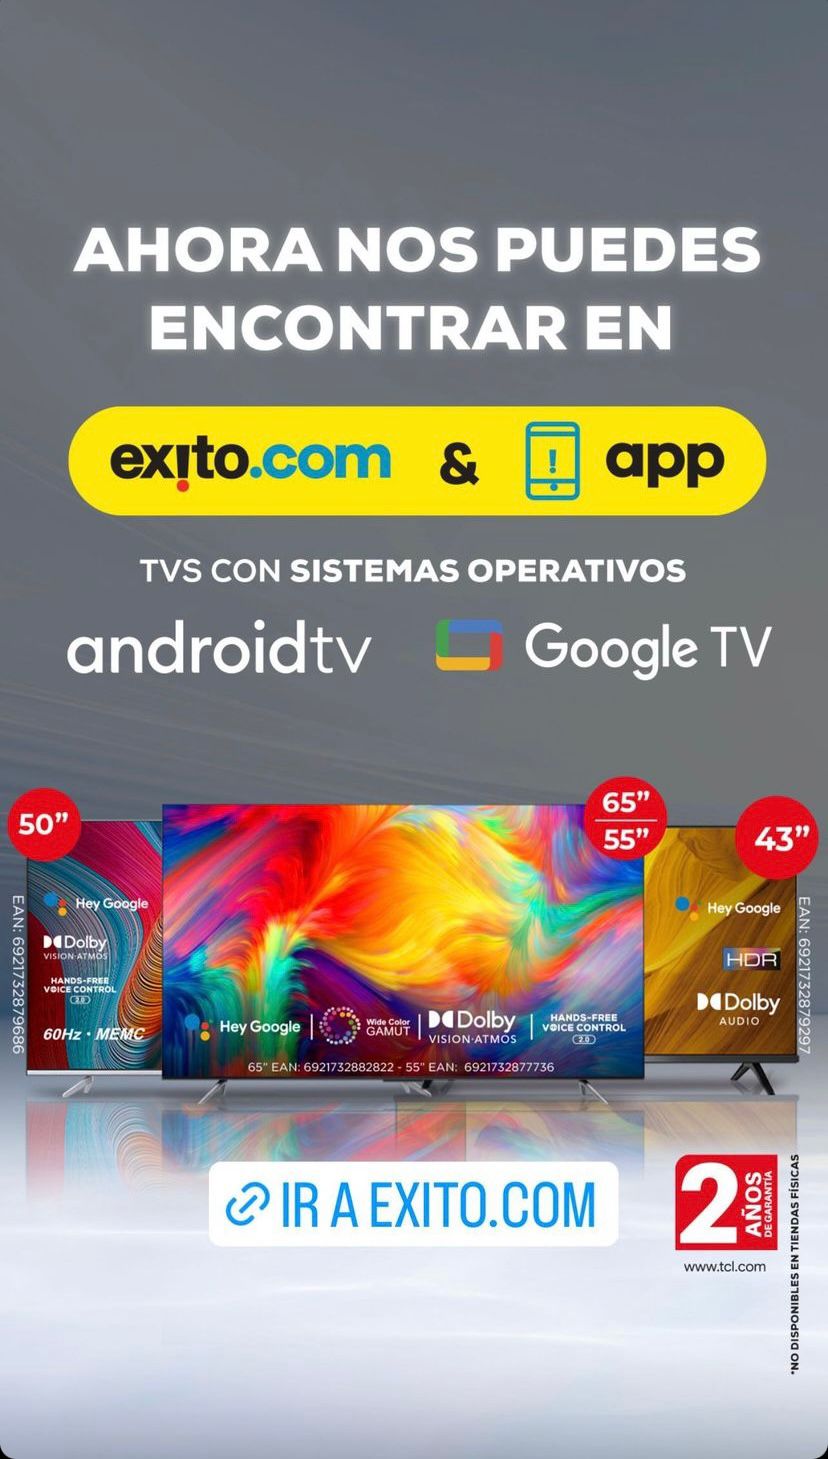 AHORA NOS PUEDES
ENCONTRAR EN
exito.com & ! app
TVS CON SISTEMAS OPERATIVOS
androidtv Google TV
50”
65”
55”
43”
EAN: 6921732879686
Hey Google
Dolby
VISION·ATMOS
HANDS-FREE
VOICE CONTROL
2.0
60Hz · MEMC
Hey Google
Wide Color
GAMUT
Dolby
VISION·ATMOS
HANDS-FREE
VOICE CONTROL
2.0
65” EAN: 6921732882822 - 55” EAN: 6921732877736
Hey Google
HDR
Dolby
AUDIO
EAN: 6921732879297
IR A EXITO.COM
2 AÑOS
DE GARANTÍA
www.tcl.com
*NO DISPONIBLES EN TIENDAS FÍSICAS